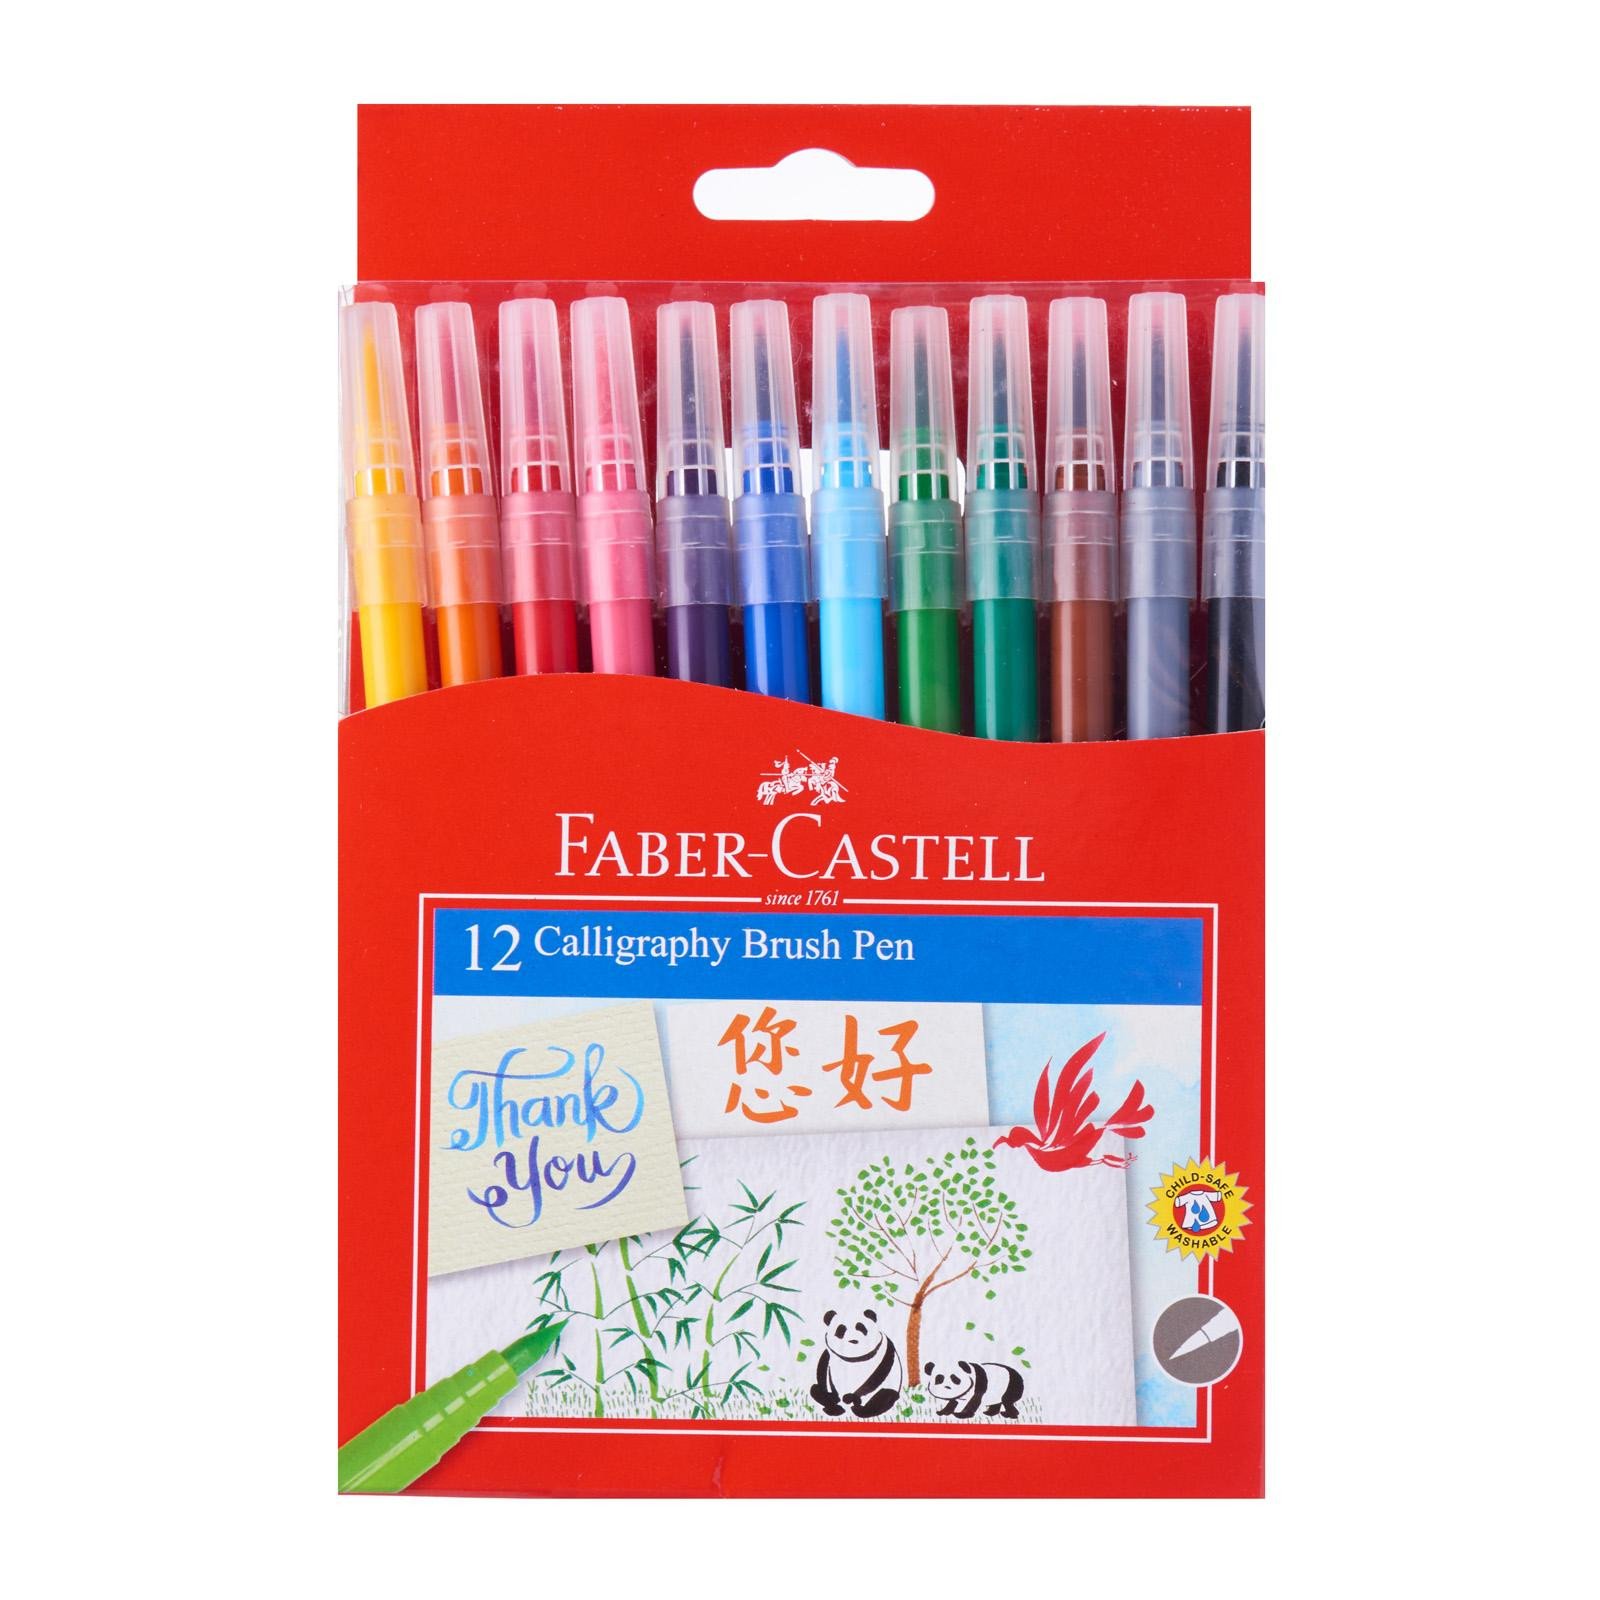 FABER-CASTELL
since 1761
12 Calligraphy Brush Pen
您好
Thank
You
CHILD-SAFE
WASHABLE